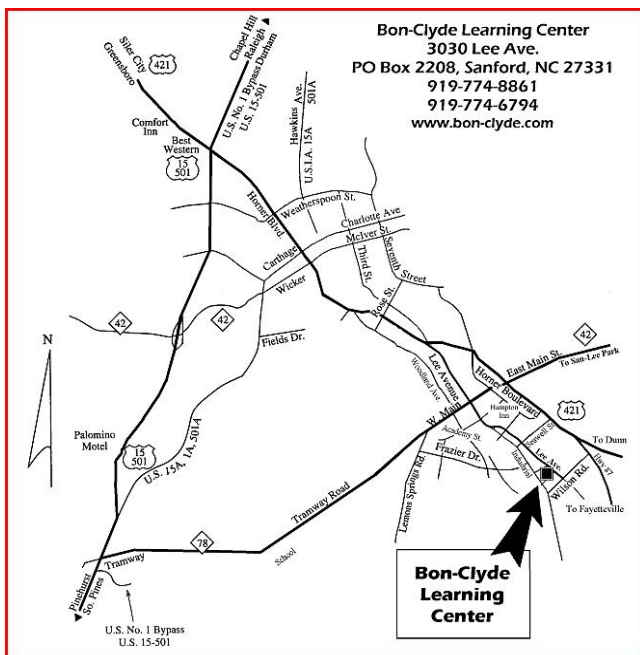 Bon-Clyde Learning Center
3030 Lee Ave.
PO Box 2208, Sanford, NC 27331
919-774-8861
919-774-6794
www.bon-clyde.com
Siler City
Greensboro
421
Chapel Hill
Raleigh
Durham
U.S. No. 1 Bypass
U.S. 15-501
Comfort
Inn
Best
Western
15
501
Hawkins Ave.
U.S.I.A. 15A
501A
Horner Blvd.
Weatherspoon St.
Charlotte Ave
McIver St.
Carthage
Wicker
Third St.
Seventh
Street
Rose St.
42
42
42
N
Fields Dr.
Lee Avenue
Woodland Ave.
East Main St.
To San-Lee Park
Horner Boulevard
Hampton
Inn
W. Main
421
Academy St.
Seawell St.
To Dunn
Palomino
Motel
15
501
U.S. 15A, 1A, 501A
Frazier Dr.
Industrial
Lee Ave.
Hwy 87
Wilson Rd.
Lemons Springs Rd.
Tramway Road
To Fayetteville
78
Tramway
School
Pinehurst
So. Pines
U.S. No. 1 Bypass
U.S. 15-501
Bon-Clyde
Learning
Center